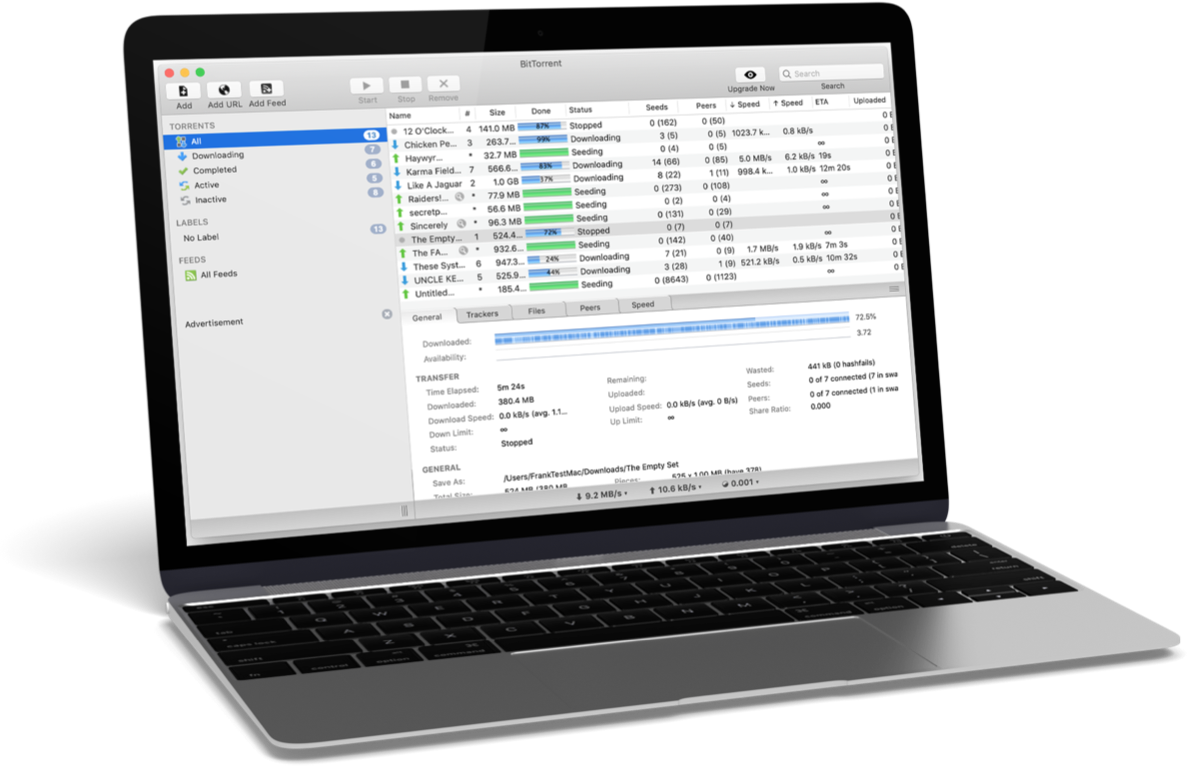 BitTorrent
Add Add URL Add Feed Start Stop Remove Upgrade Now Search Search
TORRENTS
All 13
Downloading 7
Completed 6
Active 5
Inactive 8
LABELS
No Label 13
FEEDS
All Feeds
Advertisement
Name # Size Done Status Seeds Peers ↓ Speed ↑ Speed ETA Uploaded
12 O'Clock... 4 141.0 MB 87% Stopped 0 (162) 0 (50)
Chicken Pe... 3 263.7... 99% Downloading 3 (5) 0 (5) 1023.7 k... 0.8 kB/s
Haywyr... * 32.7 MB Seeding 0 (4) 0 (5) ∞
Karma Field... 7 566.6... 83% Downloading 14 (66) 0 (85) 5.0 MB/s 6.2 kB/s 19s
Like A Jaguar 2 1.0 GB 37% Downloading 8 (22) 1 (11) 998.4 k... 1.0 kB/s 12m 20s
Raiders!... * 77.9 MB Seeding 0 (273) 0 (108) ∞
secretp... * 56.6 MB Seeding 0 (2) 0 (4) ∞
Sincerely * 96.3 MB Seeding 0 (131) 0 (29) ∞
The Empty... 1 524.4... 72% Stopped 0 (7) 0 (7)
The FA... * 932.6... Seeding 0 (142) 0 (40) ∞
These Syst... 6 947.3... 24% Downloading 7 (21) 0 (9) 1.7 MB/s 1.9 kB/s 7m 3s
UNCLE KE... 5 525.9... 44% Downloading 3 (28) 1 (9) 521.2 kB/s 0.5 kB/s 10m 32s
Untitled... * 185.4... Seeding 0 (8643) 0 (1123) ∞
General Trackers Files Peers Speed
Downloaded: 72.5%
Availability: 3.72
TRANSFER
Time Elapsed: 5m 24s Remaining: Wasted: 441 kB (0 hashfails)
Downloaded: 380.4 MB Uploaded: Seeds: 0 of 7 connected (7 in swa
Download Speed: 0.0 kB/s (avg. 1.1... Upload Speed: 0.0 kB/s (avg. 0 B/s) Peers: 0 of 7 connected (1 in swa
Down Limit: ∞ Up Limit: ∞ Share Ratio: 0.000
Status: Stopped
GENERAL
Save As: /Users/FrankTestMac/Downloads/The Empty Set
Total Size: 524 MB (380 MB Pieces: 525 x 1.00 MB (have 378)
↓ 9.2 MB/s ↑ 10.6 kB/s 0.001